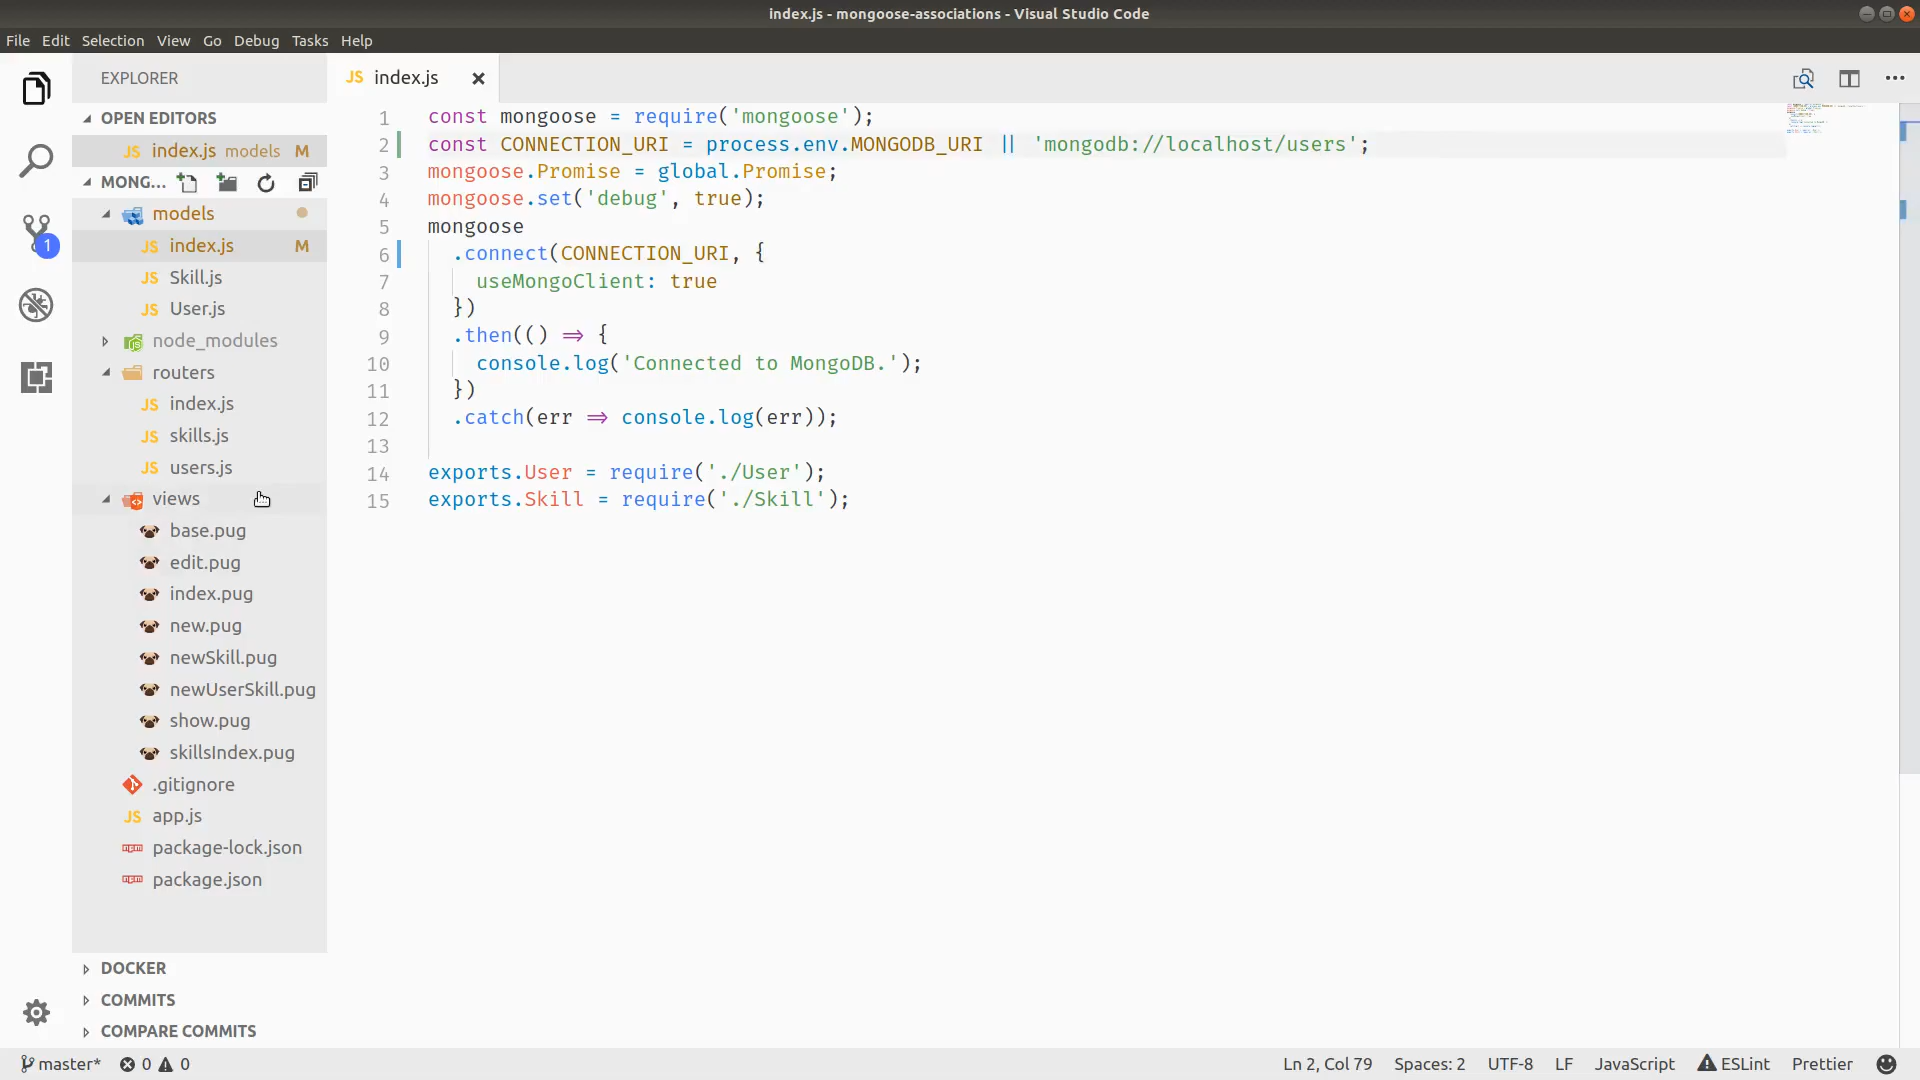 index.js - mongoose-associations - Visual Studio Code
File Edit Selection View Go Debug Tasks Help
EXPLORER
OPEN EDITORS
JS index.js models M
MONG...
models
JS index.js M
JS Skill.js
JS User.js
node_modules
routers
JS index.js
JS skills.js
JS users.js
views
base.pug
edit.pug
index.pug
new.pug
newSkill.pug
newUserSkill.pug
show.pug
skillsIndex.pug
.gitignore
JS app.js
npm package-lock.json
npm package.json
DOCKER
COMMITS
COMPARE COMMITS
1
JS index.js
1 const mongoose = require('mongoose');
2 const CONNECTION_URI = process.env.MONGODB_URI || 'mongodb://localhost/users';
3 mongoose.Promise = global.Promise;
4 mongoose.set('debug', true);
5 mongoose
6 .connect(CONNECTION_URI, {
7 useMongoClient: true
8 })
9 .then(() => {
10 console.log('Connected to MongoDB.');
11 })
12 .catch(err => console.log(err));
13
14 exports.User = require('./User');
15 exports.Skill = require('./Skill');
master* 0 0 Ln 2, Col 79 Spaces: 2 UTF-8 LF JavaScript ESLint Prettier